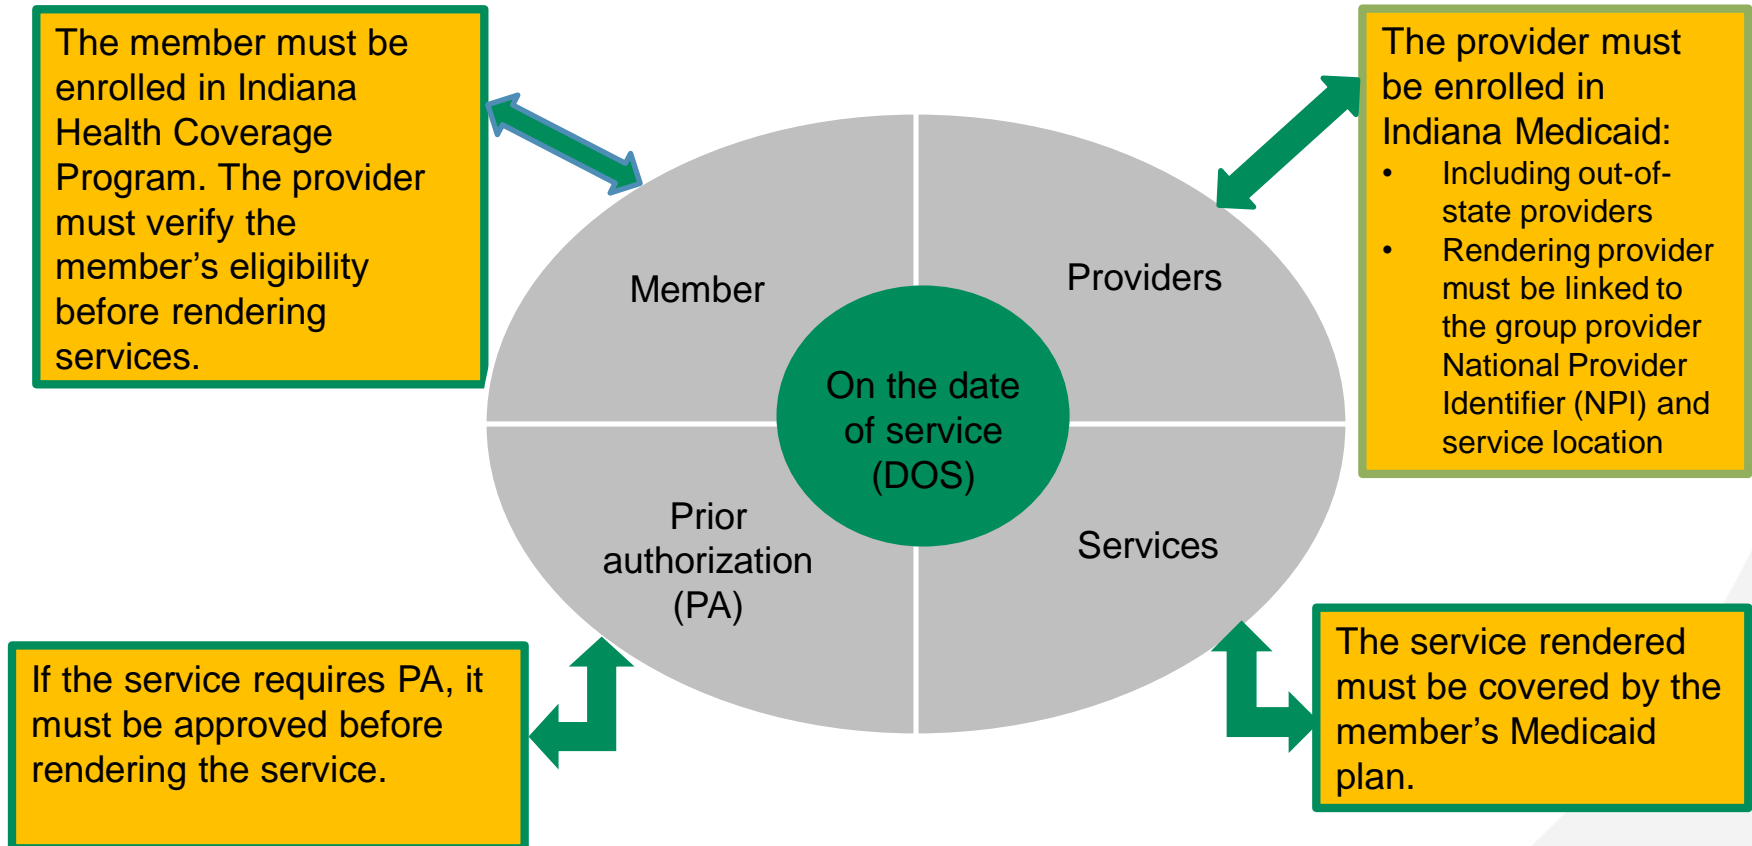 The member must be
enrolled in Indiana
Health Coverage
Program. The provider
must verify the
member’s eligibility
before rendering
services.
The provider must
be enrolled in
Indiana Medicaid:
• Including out-of-
state providers
• Rendering provider
must be linked to
the group provider
National Provider
Identifier (NPI) and
service location
Member
Providers
On the date
of service
(DOS)
Prior
authorization
(PA)
Services
If the service requires PA, it
must be approved before
rendering the service.
The service rendered
must be covered by the
member’s Medicaid
plan.